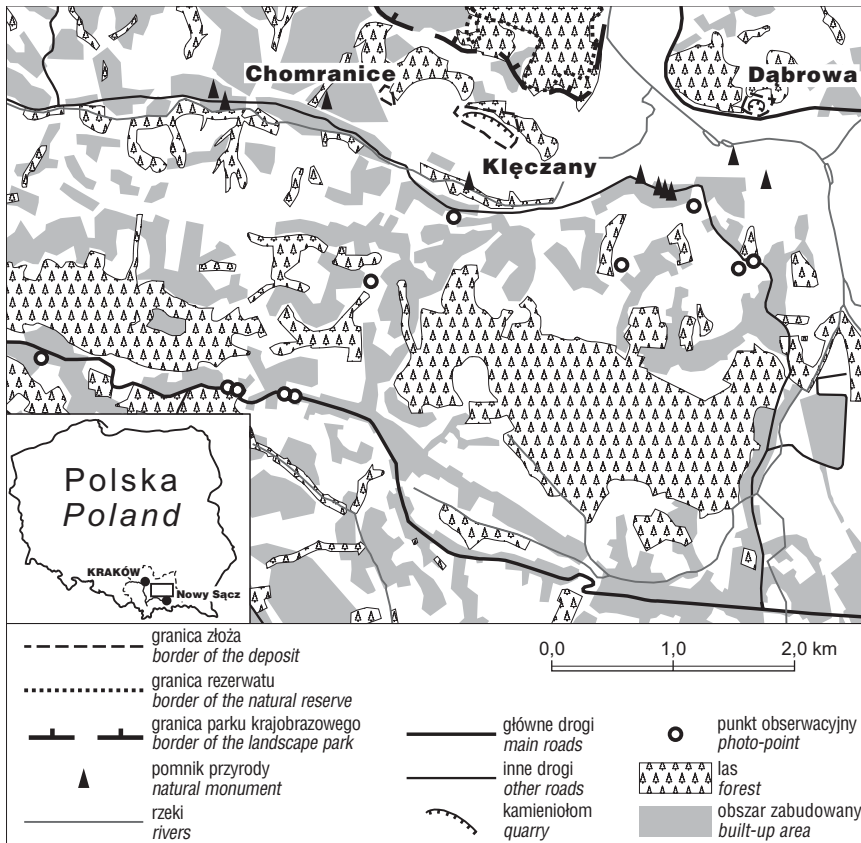 Chomranice
Dąbrowa
Klęczany
Polska
Poland
KRAKÓW
Nowy Sącz
granica złoża
border of the deposit
granica rezerwatu
border of the natural reserve
granica parku krajobrazowego
border of the landscape park
pomnik przyrody
natural monument
rzeki
rivers
0,0 1,0 2,0 km
główne drogi
main roads
inne drogi
other roads
kamieniołom
quarry
punkt obserwacyjny
photo-point
las
forest
obszar zabudowany
built-up area